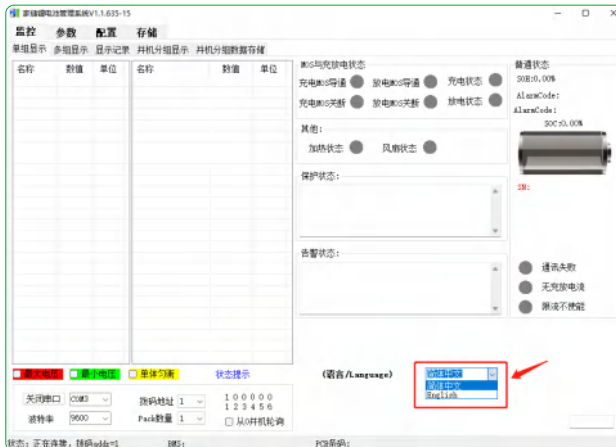 家储锂电池管理系统V1.1.635-15
监控 参数 配置 存储
单组显示 多组显示 显示记录 并机分组显示 并机分组数据存储
名称 数值 单位 名称 数值 单位
MOS与充放电状态
充电MOS导通 放电MOS导通 充电状态
充电MOS关断 放电MOS关断 放电状态
其他:
加热状态 风扇状态
保护状态:
告警状态:
普通状态
SOH:0.00%
AlarmCode:
AlarmCode:
SOC:0.00%
SN:
通讯失败
无充放电流
限流不使能
最大电压 最小电压 单体匀衡 状态提示
(语言/Language) 简体中文
简体中文
English
关闭串口 COM3 拨码地址 1 1 0 0 0 0 0
1 2 3 4 5 6
波特率 9600 Pack数量 1 从0并机轮询
状态: 正在连接, 拨码addr=1 BMS: PCB条码: